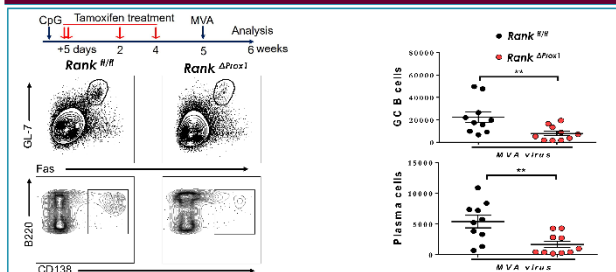 CpG Tamoxifen treatment MVA Analysis
+5 days 2 4 5 6 weeks
Rank fl/fl Rank ΔProx1
GL-7
Fas
B220
CD138
Rank fl/fl
Rank ΔProx1
GC B cells
80000
60000
40000
20000
0
**
MVA virus
Plasma cells
15000
10000
5000
0
**
MVA virus